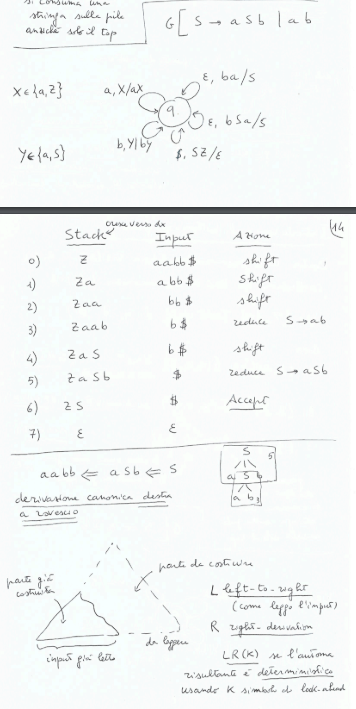 si consuma una
stringa sulla pila
anziché solo il top
G [ S → aSb | ab
X ∈ {a,Z}
a, X/aX
q
ε, ba/S
ε, bSa/S
Y ∈ {a,S}
b, Y/bY
$, SZ/ε
14
cresce verso dx
Stack Input Azione
0) Z aabb$ shift
1) Za abb$ Shift
2) Zaa bb$ shift
3) Zaab b$ reduce S→ab
4) ZaS b$ shift
5) ZaSb $ reduce S→aSb
6) ZS $ Accept
7) ε ε
aabb ⇐ aSb ⇐ S
S 5
a S b
a b 3
derivazione canonica destra
a rovescio
parte già
costruita
parte da costruire
input già letto
da leggere
L left-to-right
(come leggo l'input)
R right-derivation
LR(K) se l'automa
risultante è deterministico
usando K simboli di look-ahead